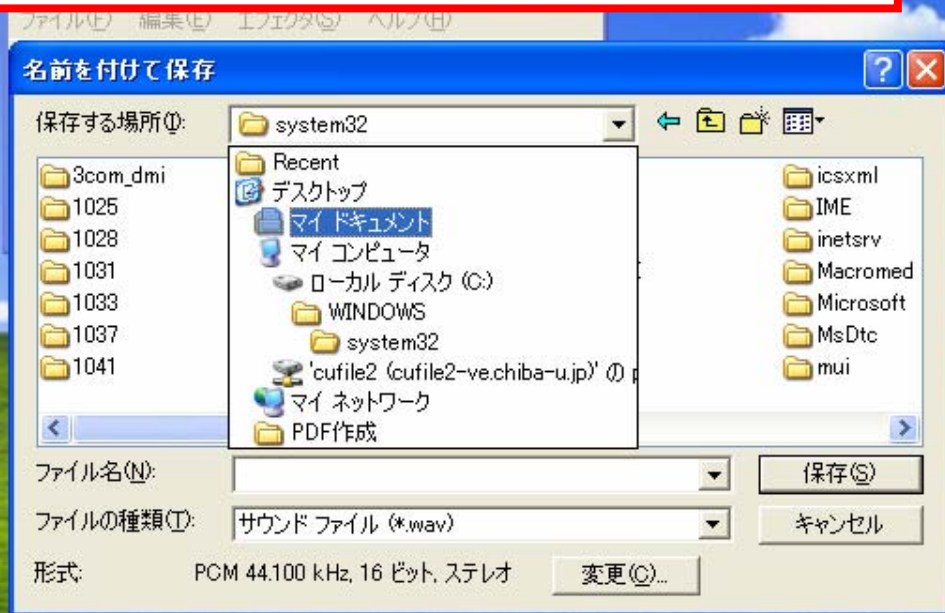 ファイル(F) 編集(E) エフェクタ(S) ヘルプ(H)
名前を付けて保存
保存する場所(I):
system32
3com_dmi
1025
1028
1031
1033
1037
1041
Recent
デスクトップ
マイ ドキュメント
マイ コンピュータ
ローカル ディスク (C:)
WINDOWS
system32
'cufile2 (cufile2-ve.chiba-u.jp)' の
マイ ネットワーク
PDF作成
icsxml
IME
inetsrv
Macromed
Microsoft
MsDtc
mui
ファイル名(N):
保存(S)
ファイルの種類(T):
サウンド ファイル (*.wav)
キャンセル
形式:
PCM 44.100 kHz, 16 ビット, ステレオ
変更(C)...